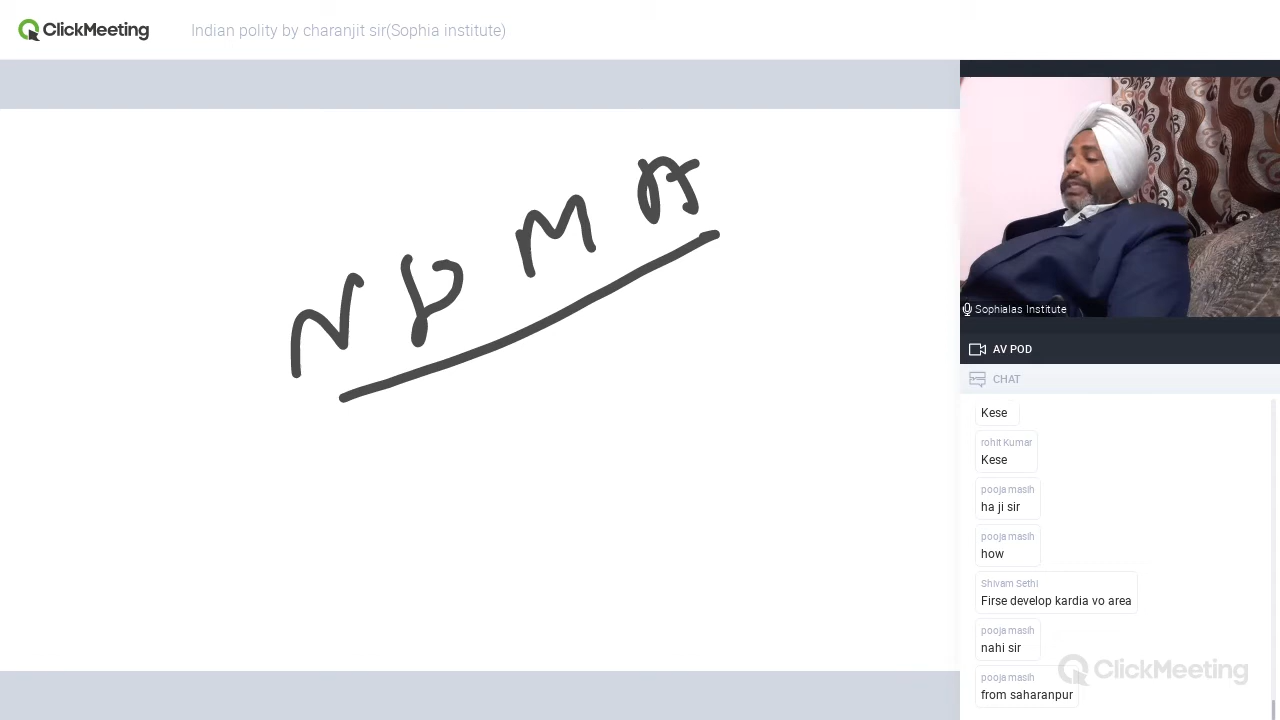 ClickMeeting
Indian polity by charanjit sir(Sophia institute)
N D M A
SophiaIas Institute
AV POD
CHAT
Kese
rohit Kumar
Kese
pooja masih
ha ji sir
pooja masih
how
Shivam Sethi
Firse develop kardia vo area
pooja masih
nahi sir
pooja masih
from saharanpur
ClickMeeting